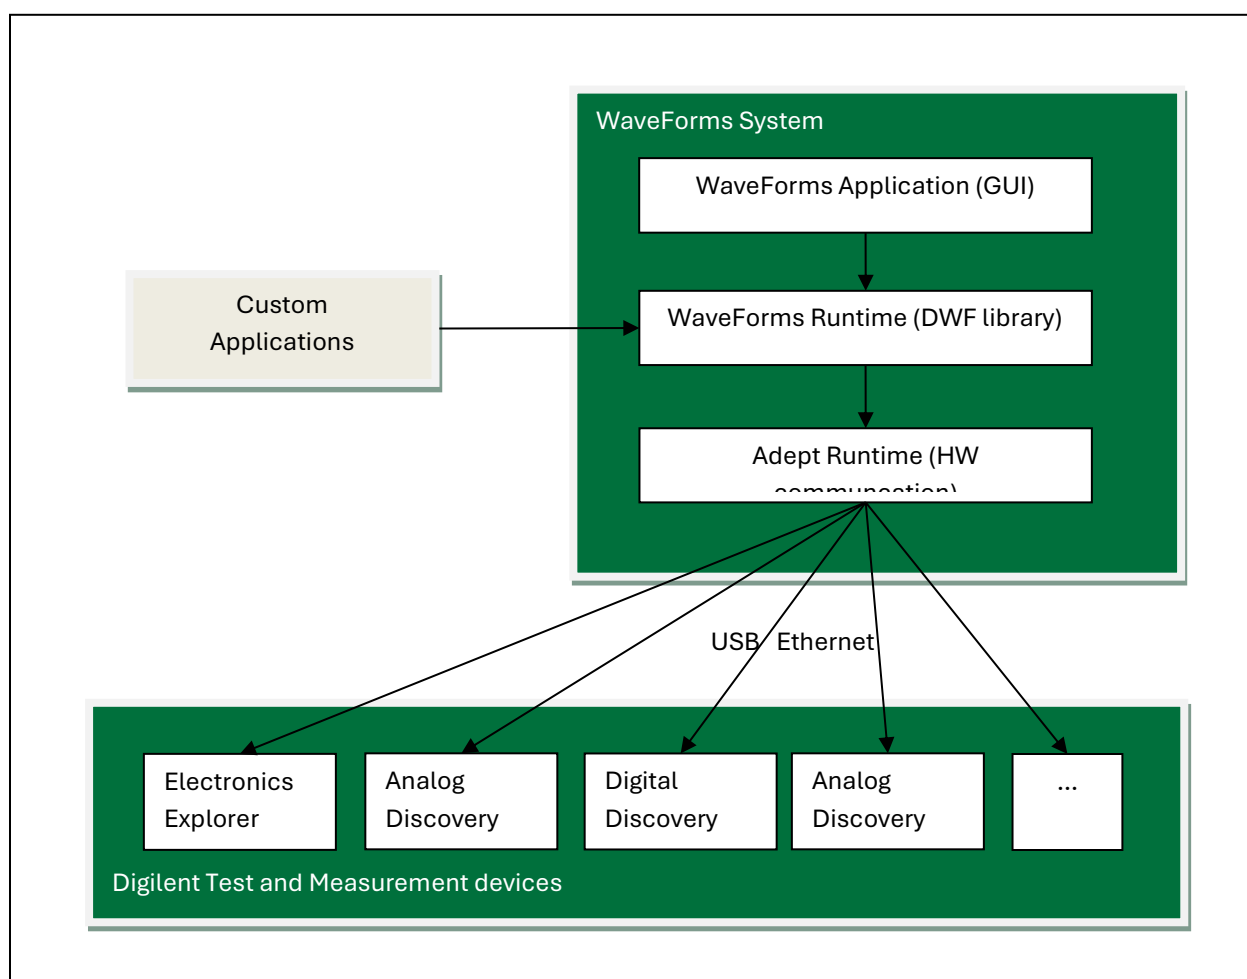 WaveForms System
WaveForms Application (GUI)
Custom
Applications
WaveForms Runtime (DWF library)
Adept Runtime (HW
communcation)
USB Ethernet
Electronics
Explorer
Analog
Discovery
Digital
Discovery
Analog
Discovery
...
Digilent Test and Measurement devices